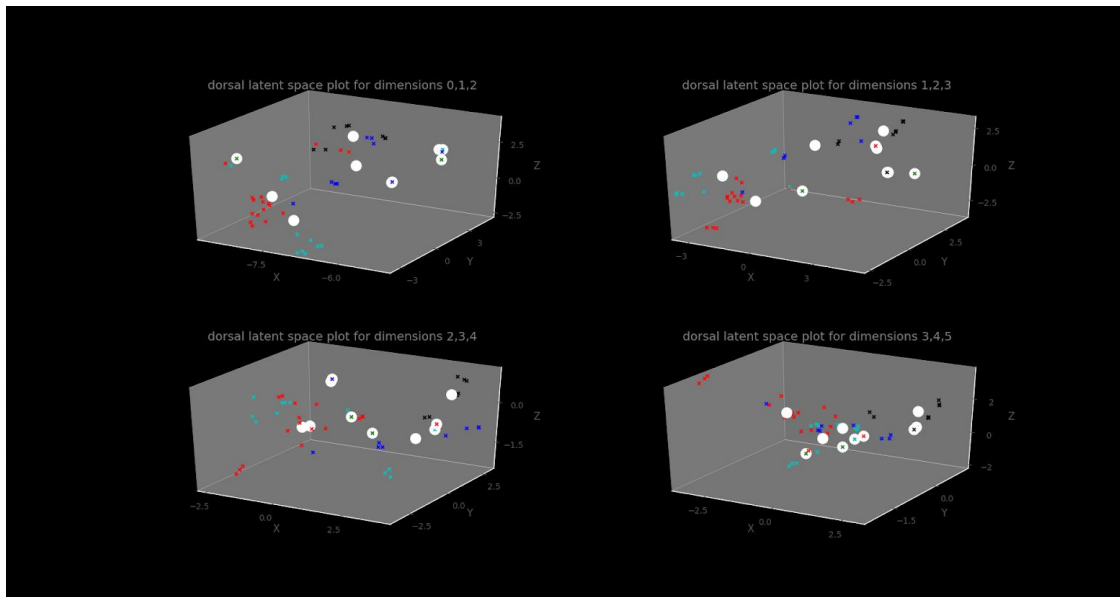 dorsal latent space plot for dimensions 0,1,2
2.5
0.0
−2.5
Z
3
0
−3
Y
−7.5
−6.0
X
dorsal latent space plot for dimensions 1,2,3
2.5
0.0
−2.5
Z
2.5
0.0
−2.5
Y
−3
0
3
X
dorsal latent space plot for dimensions 2,3,4
0.0
−1.5
Z
2.5
0.0
−2.5
Y
−2.5
0.0
2.5
X
dorsal latent space plot for dimensions 3,4,5
2
0
−2
Z
0.0
−1.5
Y
−2.5
0.0
2.5
X